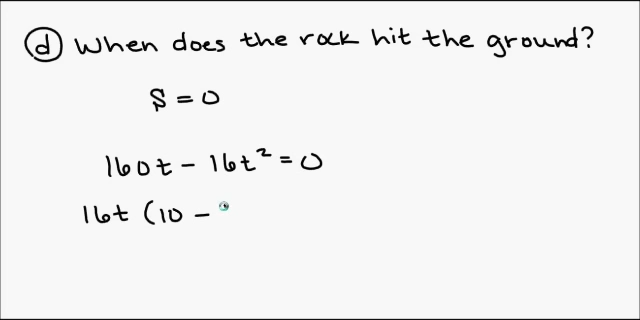 ⓓ When does the rock hit the ground?
S = 0
160t - 16t² = 0
16t (10 -